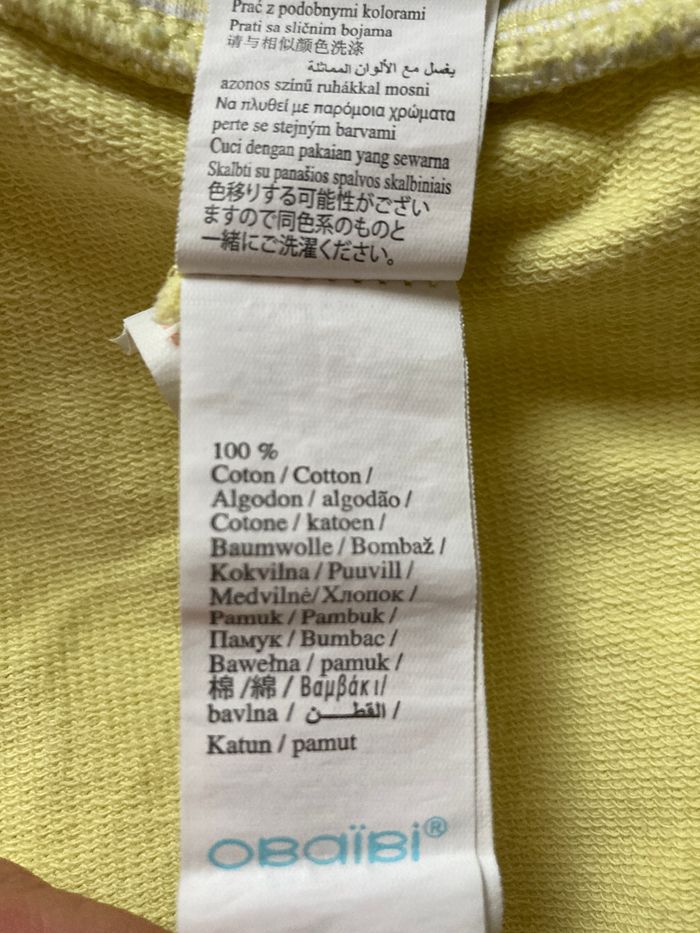 Prać z podobnymi kolorami
Prati sa sličnim bojama
请与相似颜色洗涤
يغسل مع الألوان المماثلة
azonos színű ruhákkal mosni
Να πλυθεί με παρόμοια χρώματα
perte se stejným barvami
Cuci dengan pakaian yang sewarna
Skalbti su panašios spalvos skalbiniais
色移りする可能性がござい
ますので同色系のものと
一緒にご洗濯ください。
100 %
Coton / Cotton /
Algodon / algodão /
Cotone / katoen /
Baumwolle / Bombaž /
Kokvilna / Puuvill /
Medvilnė/Хлопок /
Pamuk / Pambuk /
Памук / Bumbac /
Bawełna / pamuk /
棉 /綿 / Βαμβάκι/
bavlna / القطـــن /
Katun / pamut
OBaïBi®